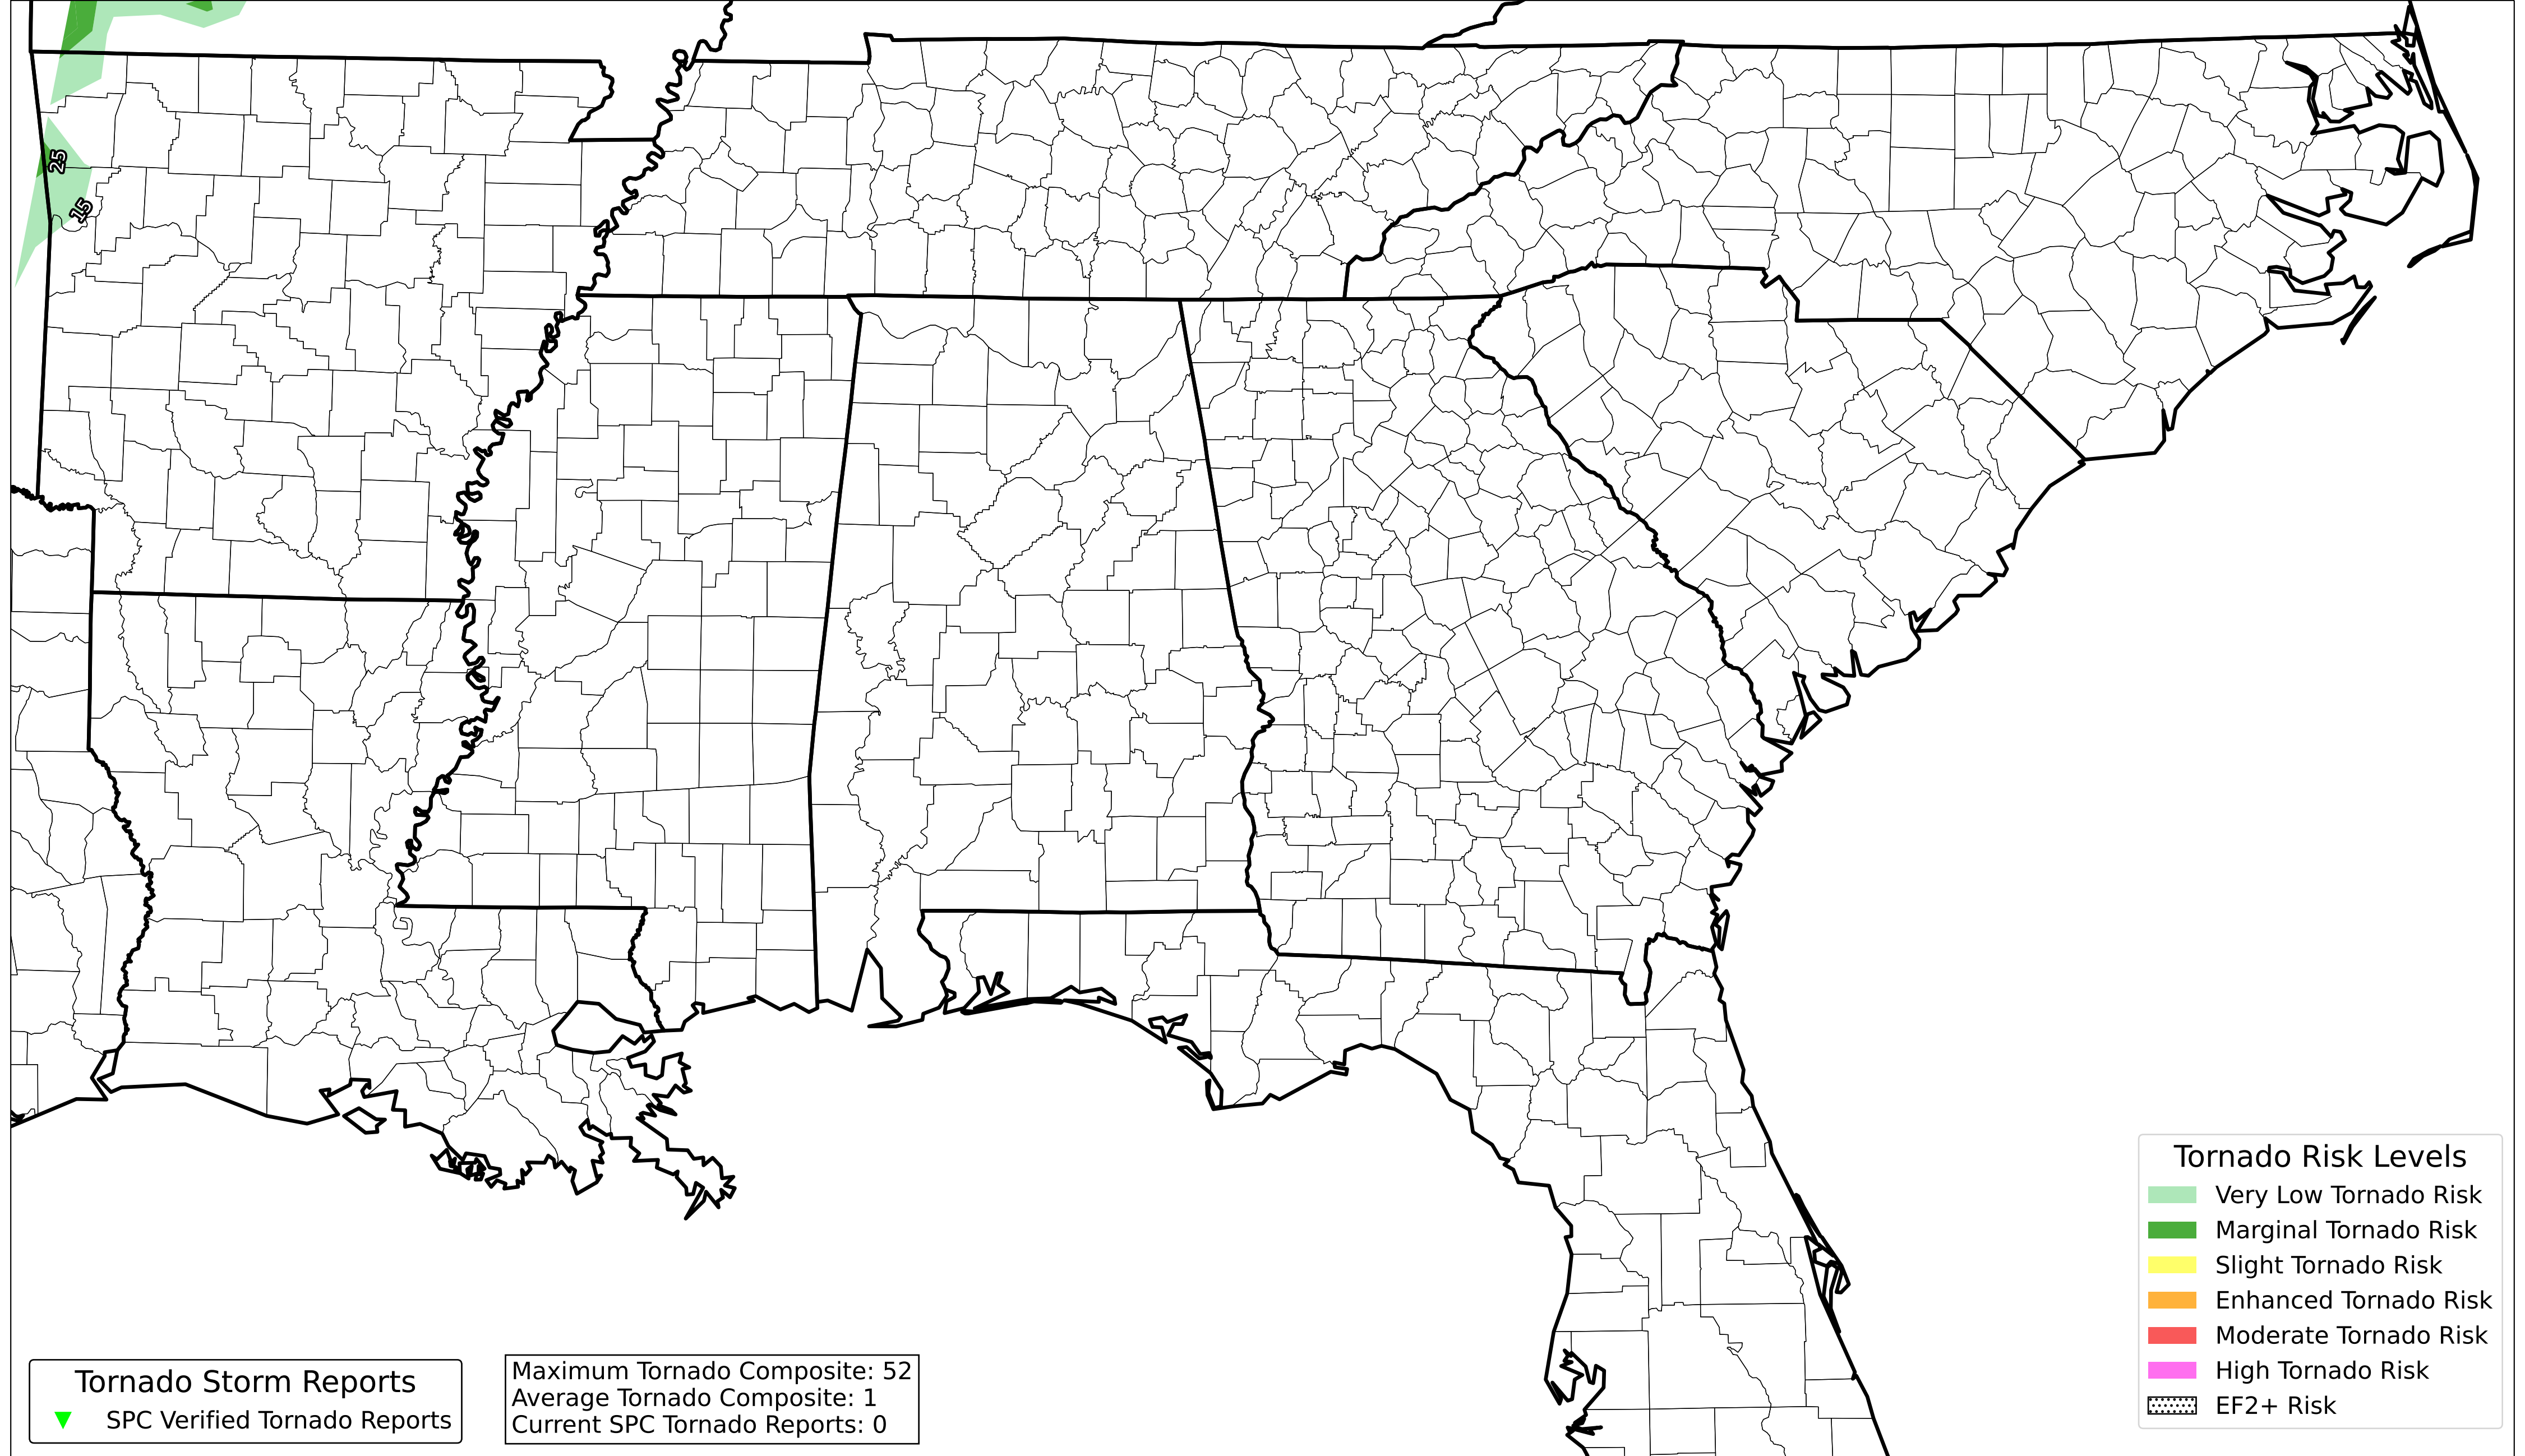 25
15
Tornado Risk Levels
Very Low Tornado Risk
Marginal Tornado Risk
Slight Tornado Risk
Enhanced Tornado Risk
Moderate Tornado Risk
High Tornado Risk
EF2+ Risk
Tornado Storm Reports
SPC Verified Tornado Reports
Maximum Tornado Composite: 52
Average Tornado Composite: 1
Current SPC Tornado Reports: 0